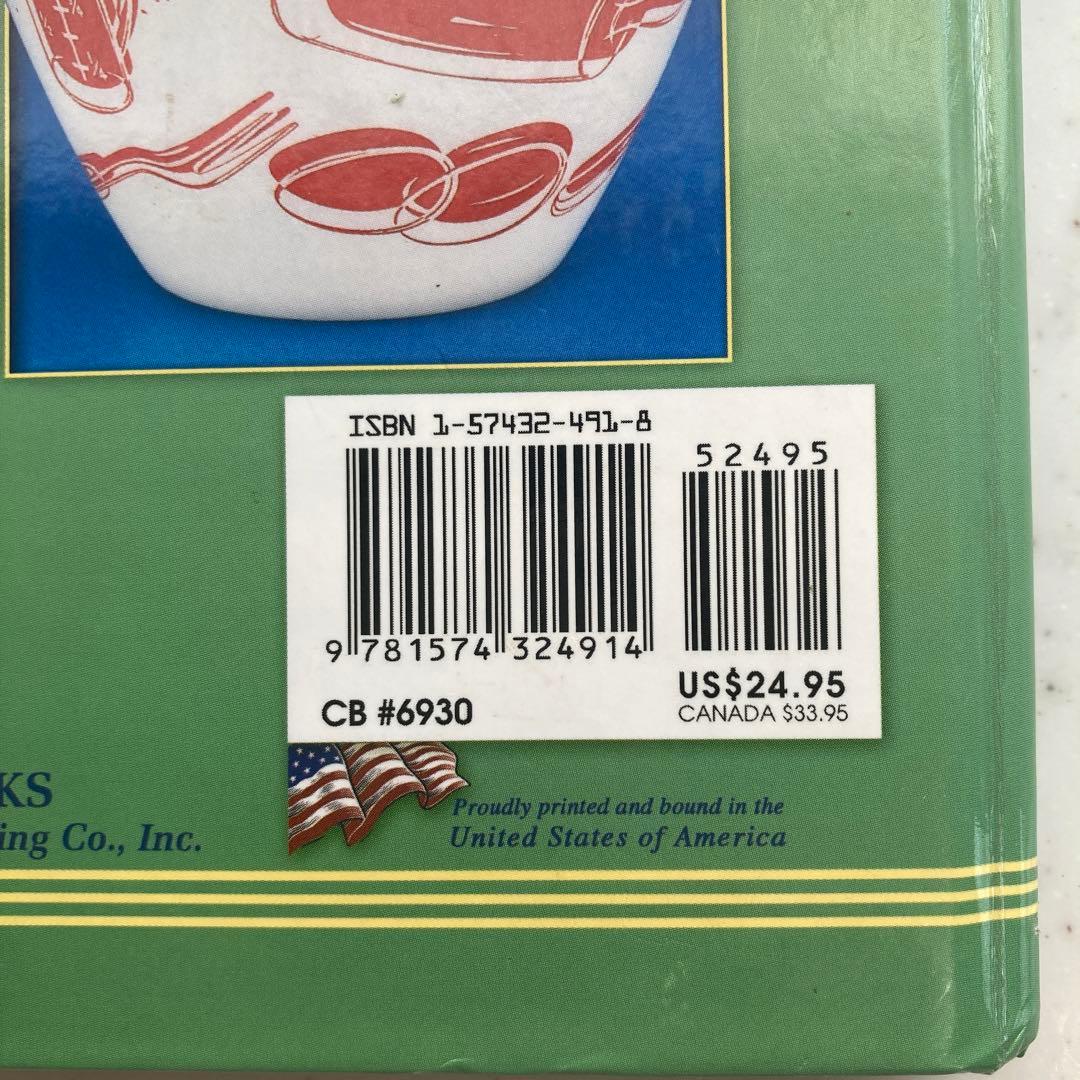 ISBN 1-57432-491-8
52495
9 781574 324914
US$24.95
CB #6930
CANADA $33.95
KS
ing Co., Inc.
Proudly printed and bound in the
United States of America